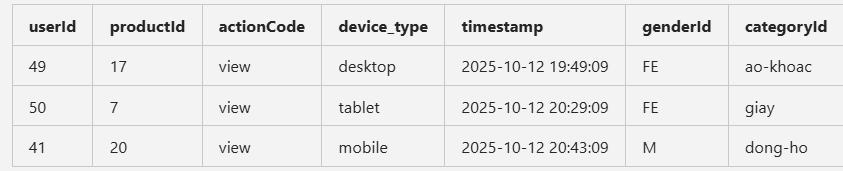 userId productId actionCode device_type timestamp genderId categoryId
49 17 view desktop 2025-10-12 19:49:09 FE ao-khoac
50 7 view tablet 2025-10-12 20:29:09 FE giay
41 20 view mobile 2025-10-12 20:43:09 M dong-ho